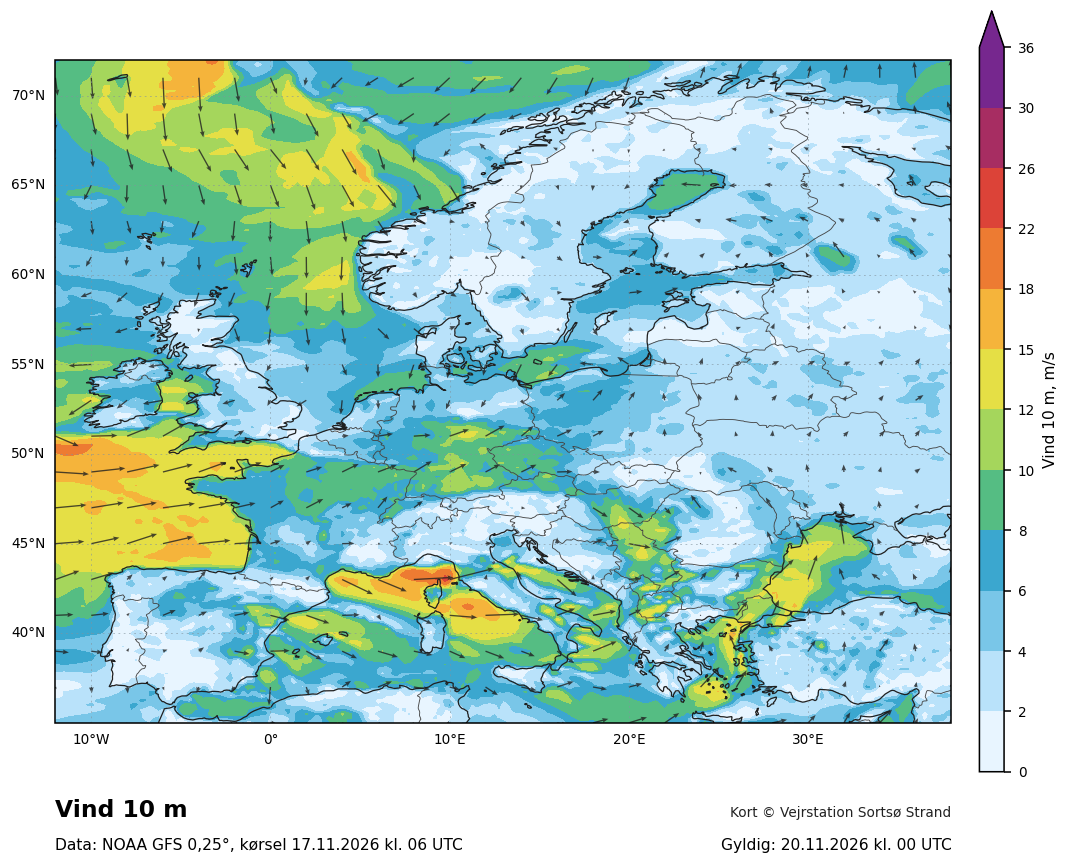 36
30
26
22
18
15
12
10
8
6
4
2
0
Vind 10 m, m/s
70°N
65°N
60°N
55°N
50°N
45°N
40°N
10°W
0°
10°E
20°E
30°E
Vind 10 m
Kort © Vejrstation Sortsø Strand
Data: NOAA GFS 0,25°, kørsel 17.11.2026 kl. 06 UTC
Gyldig: 20.11.2026 kl. 00 UTC